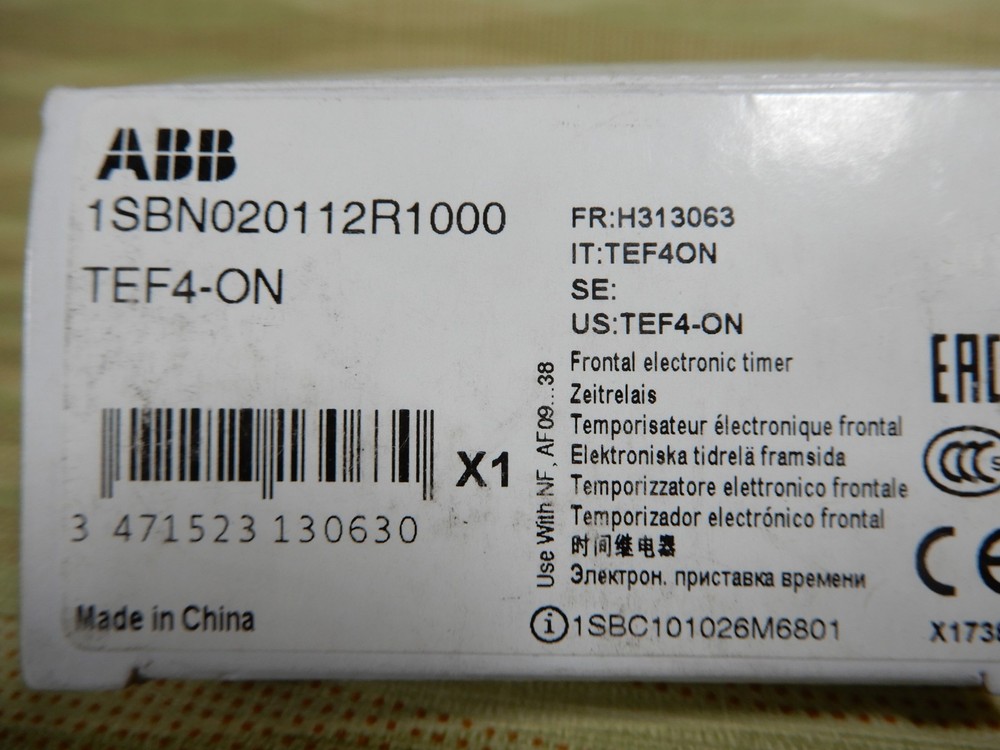 ABB
1SBN020112R1000
TEF4-ON
3 471523 130630
X1
Made in China
FR:H313063
IT:TEF4ON
SE:
US:TEF4-ON
Use With NF, AF09...38
Frontal electronic timer
Zeitrelais
Temporisateur électronique frontal
Elektroniska tidrelä framsida
Temporizzatore elettronico frontale
Temporizador electrónico frontal
时间继电器
Электрон. приставка времени
i 1SBC101026M6801
EAC
CCC S
CE